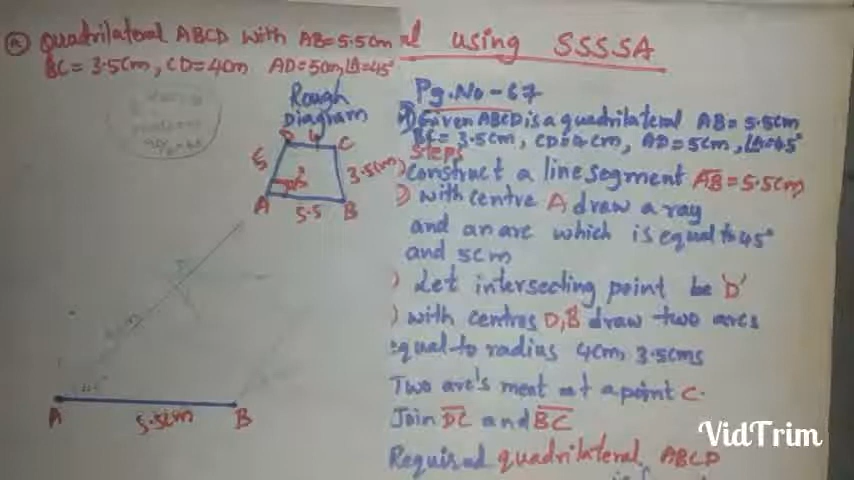 a) quadrilateral ABCD with AB=5.5cm al using SSSSA
BC = 3.5cm, CD=4cm AD=5cm, ∠A=45°
Rough
Diagram
D 4 C
5 3.5cm
A 5.5 B
Pg.No-67
Given ABCD is a quadrilateral AB = 5.5cm
BC = 3.5cm, CD=4cm, AD=5cm, ∠A=45°
Steps
) construct a line segment AB = 5.5cm
) with centre A draw a ray
and an arc which is equal to 45°
and 5cm
) Let intersecting point be 'D'
) with centres D,B draw two arcs
equal to radius 4cm, 3.5cms
Two arc's meet at a point C.
Join DC and BC
Required quadrilateral ABCD
A 5.5cm B
VidTrim